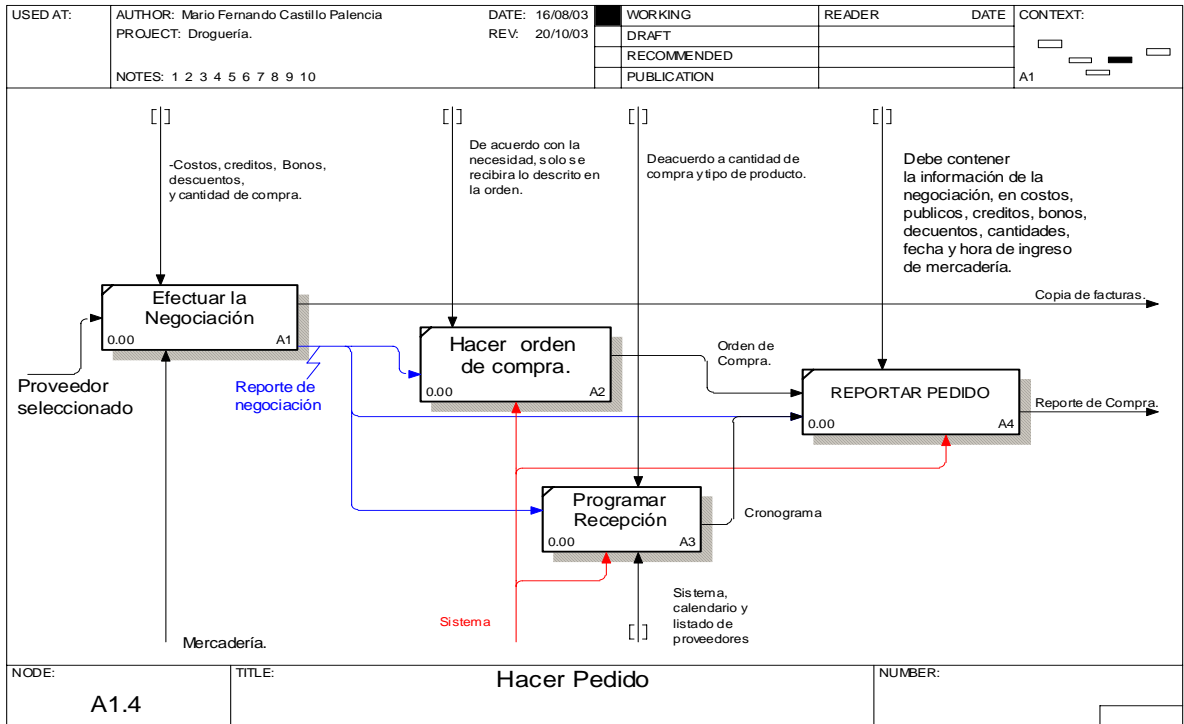 USED AT:
AUTHOR: Mario Fernando Castillo Palencia
DATE: 16/08/03
PROJECT: Droguería.
REV: 20/10/03
NOTES: 1 2 3 4 5 6 7 8 9 10
WORKING
DRAFT
RECOMMENDED
PUBLICATION
READER
DATE
CONTEXT:
A1
[ ]
[ ]
[ ]
[ ]
-Costos, creditos, Bonos,
descuentos,
y cantidad de compra.
De acuerdo con la
necesidad, solo se
recibira lo descrito en
la orden.
Deacuerdo a cantidad de
compra y tipo de producto.
Debe contener
la información de la
negociación, en costos,
publicos, creditos, bonos,
decuentos, cantidades,
fecha y hora de ingreso
de mercadería.
Efectuar la
Negociación
0.00
A1
Copia de facturas.
Proveedor
seleccionado
Reporte de
negociación
Hacer orden
de compra.
0.00
A2
Orden de
Compra.
REPORTAR PEDIDO
0.00
A4
Reporte de Compra.
Programar
Recepción
0.00
A3
Cronograma
Sistema
Sistema,
calendario y
listado de
proveedores
[ ]
Mercadería.
NODE:
A1.4
TITLE:
Hacer Pedido
NUMBER: